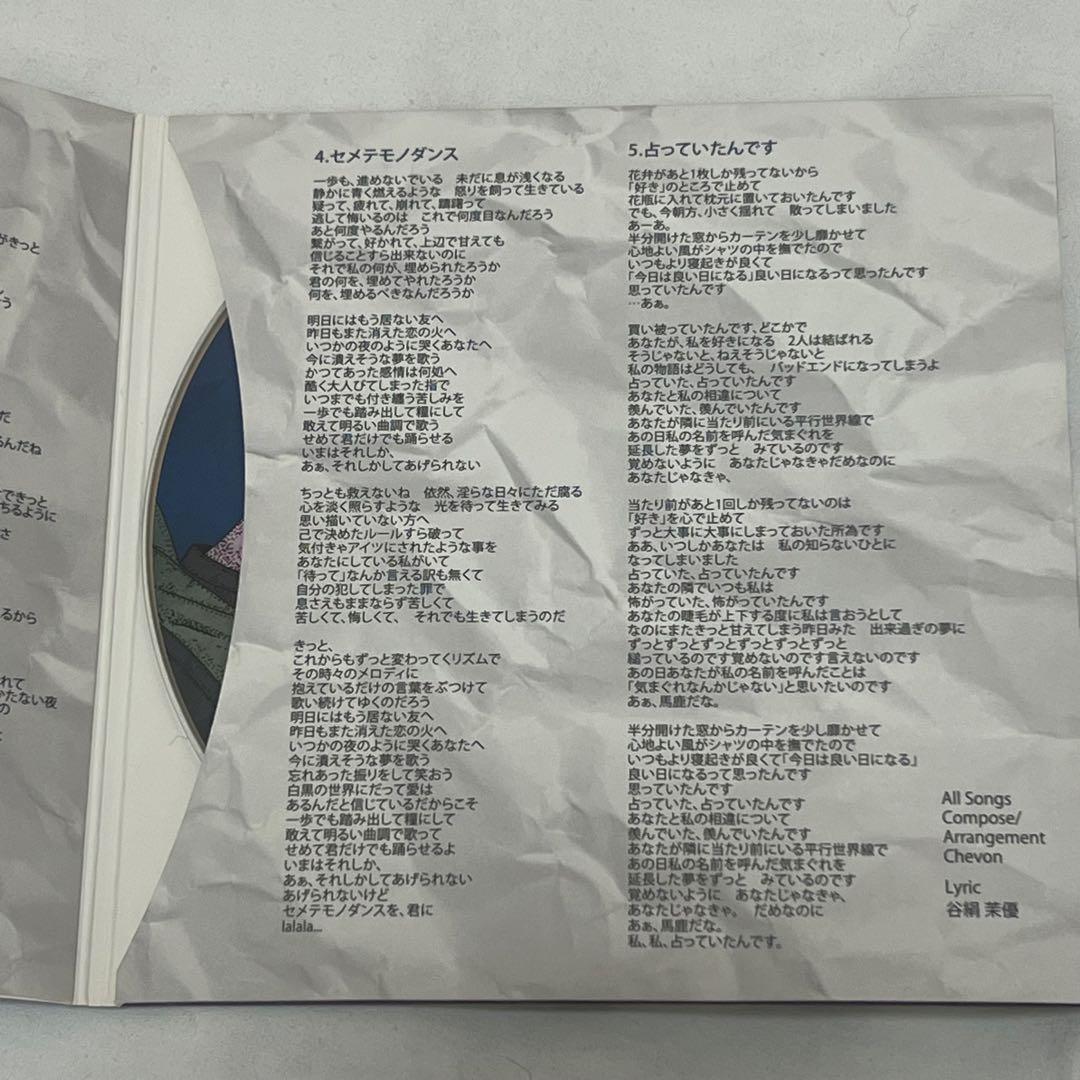 がきっと
う
だ
るんだね
できっと
ちるように
さ
るから
れて
かたない夜
の
4.セメテモノダンス
一歩も、進めないでいる 未だに息が浅くなる
静かに青く燃えるような 怒りを飼って生きている
疑って、疲れて、崩れて、躊躇って
逃して悔いるのは これで何度目なんだろう
あと何度やるんだろう
繋がって、好かれて、上辺で甘えても
信じることすら出来ないのに
それで私の何が、埋められたろうか
君の何を、埋めてやれたろうか
何を、埋めるべきなんだろうか
明日にはもう居ない友へ
昨日もまた消えた恋の火へ
いつかの夜のように哭くあなたへ
今に潰えそうな夢を歌う
かつてあった感情は何処へ
酷く大人びてしまった指で
いつまでも付き纏う苦しみを
一歩でも踏み出して糧にして
敢えて明るい曲調で歌う
せめて君だけでも踊らせる
いまはそれしか、
あぁ、それしかしてあげられない
ちっとも救えないね 依然、淫らな日々にただ腐る
心を淡く照らすような 光を待って生きてみる
思い描いていない方へ
己で決めたルールすら破って
気付きゃアイツにされたような事を
あなたにしている私がいて
「待って」なんか言える訳も無くて
自分の犯してしまった罪で
息さえもままならず苦しくて
苦しくて、悔しくて、 それでも生きてしまうのだ
きっと、
これからもずっと変わってくリズムで
その時々のメロディに
抱えているだけの言葉をぶつけて
歌い続けてゆくのだろう
明日にはもう居ない友へ
昨日もまた消えた恋の火へ
いつかの夜のように哭くあなたへ
今に潰えそうな夢を歌う
忘れあった振りをして笑おう
白黒の世界にだって愛は
あるんだと信じているだからこそ
一歩でも踏み出して糧にして
敢えて明るい曲調で歌って
せめて君だけでも踊らせるよ
いまはそれしか、
あぁ、それしかしてあげられない
あげられないけど
セメテモノダンスを、君に
lalala...
5.占っていたんです
花弁があと1枚しか残ってないから
「好き」のところで止めて
花瓶に入れて枕元に置いておいたんです
でも、今朝方、小さく揺れて 散ってしまいました
あーあ。
半分開けた窓からカーテンを少し靡かせて
心地よい風がシャツの中を撫でたので
いつもより寝起きが良くて
「今日は良い日になる」良い日になるって思ったんです
思っていたんです
…あぁ。
買い被っていたんです、どこかで
あなたが、私を好きになる 2人は結ばれる
そうじゃないと、ねえそうじゃないと
私の物語はどうしても、 バッドエンドになってしまうよ
占っていた、占っていたんです
あなたと私の相違について
羨んでいた、羨んでいたんです
あなたが隣に当たり前にいる平行世界線で
あの日私の名前を呼んだ気まぐれを
延長した夢をずっと みているのです
覚めないように あなたじゃなきゃだめなのに
あなたじゃなきゃ、
当たり前があと1回しか残ってないのは
「好き」を心で止めて
ずっと大事に大事にしまっておいた所為です
ああ、いつしかあなたは 私の知らないひとに
なってしまいました
占っていた、占っていたんです
あなたの隣でいつも私は
怖がっていた、怖がっていたんです
あなたの睫毛が上下する度に私は言おうとして
なのにまたきっと甘えてしまう昨日みた 出来過ぎの夢に
ずっとずっとずっとずっとずっとずっと
縋っているのです覚めないのです言えないのです
あの日あなたが私の名前を呼んだことは
「気まぐれなんかじゃない」と思いたいのです
あぁ、馬鹿だな。
半分開けた窓からカーテンを少し靡かせて
心地よい風がシャツの中を撫でたので
いつもより寝起きが良くて「今日は良い日になる」
良い日になるって思ったんです
思っていたんです
占っていた、占っていたんです
あなたと私の相違について
羨んでいた、羨んでいたんです
あなたが隣に当たり前にいる平行世界線で
あの日私の名前を呼んだ気まぐれを
延長した夢をずっと みているのです
覚めないように あなたじゃなきゃ、
あなたじゃなきゃ。 だめなのに
あぁ、馬鹿だな。
私、私、占っていたんです。
All Songs
Compose/
Arrangement
Chevon
Lyric
谷絹 茉優